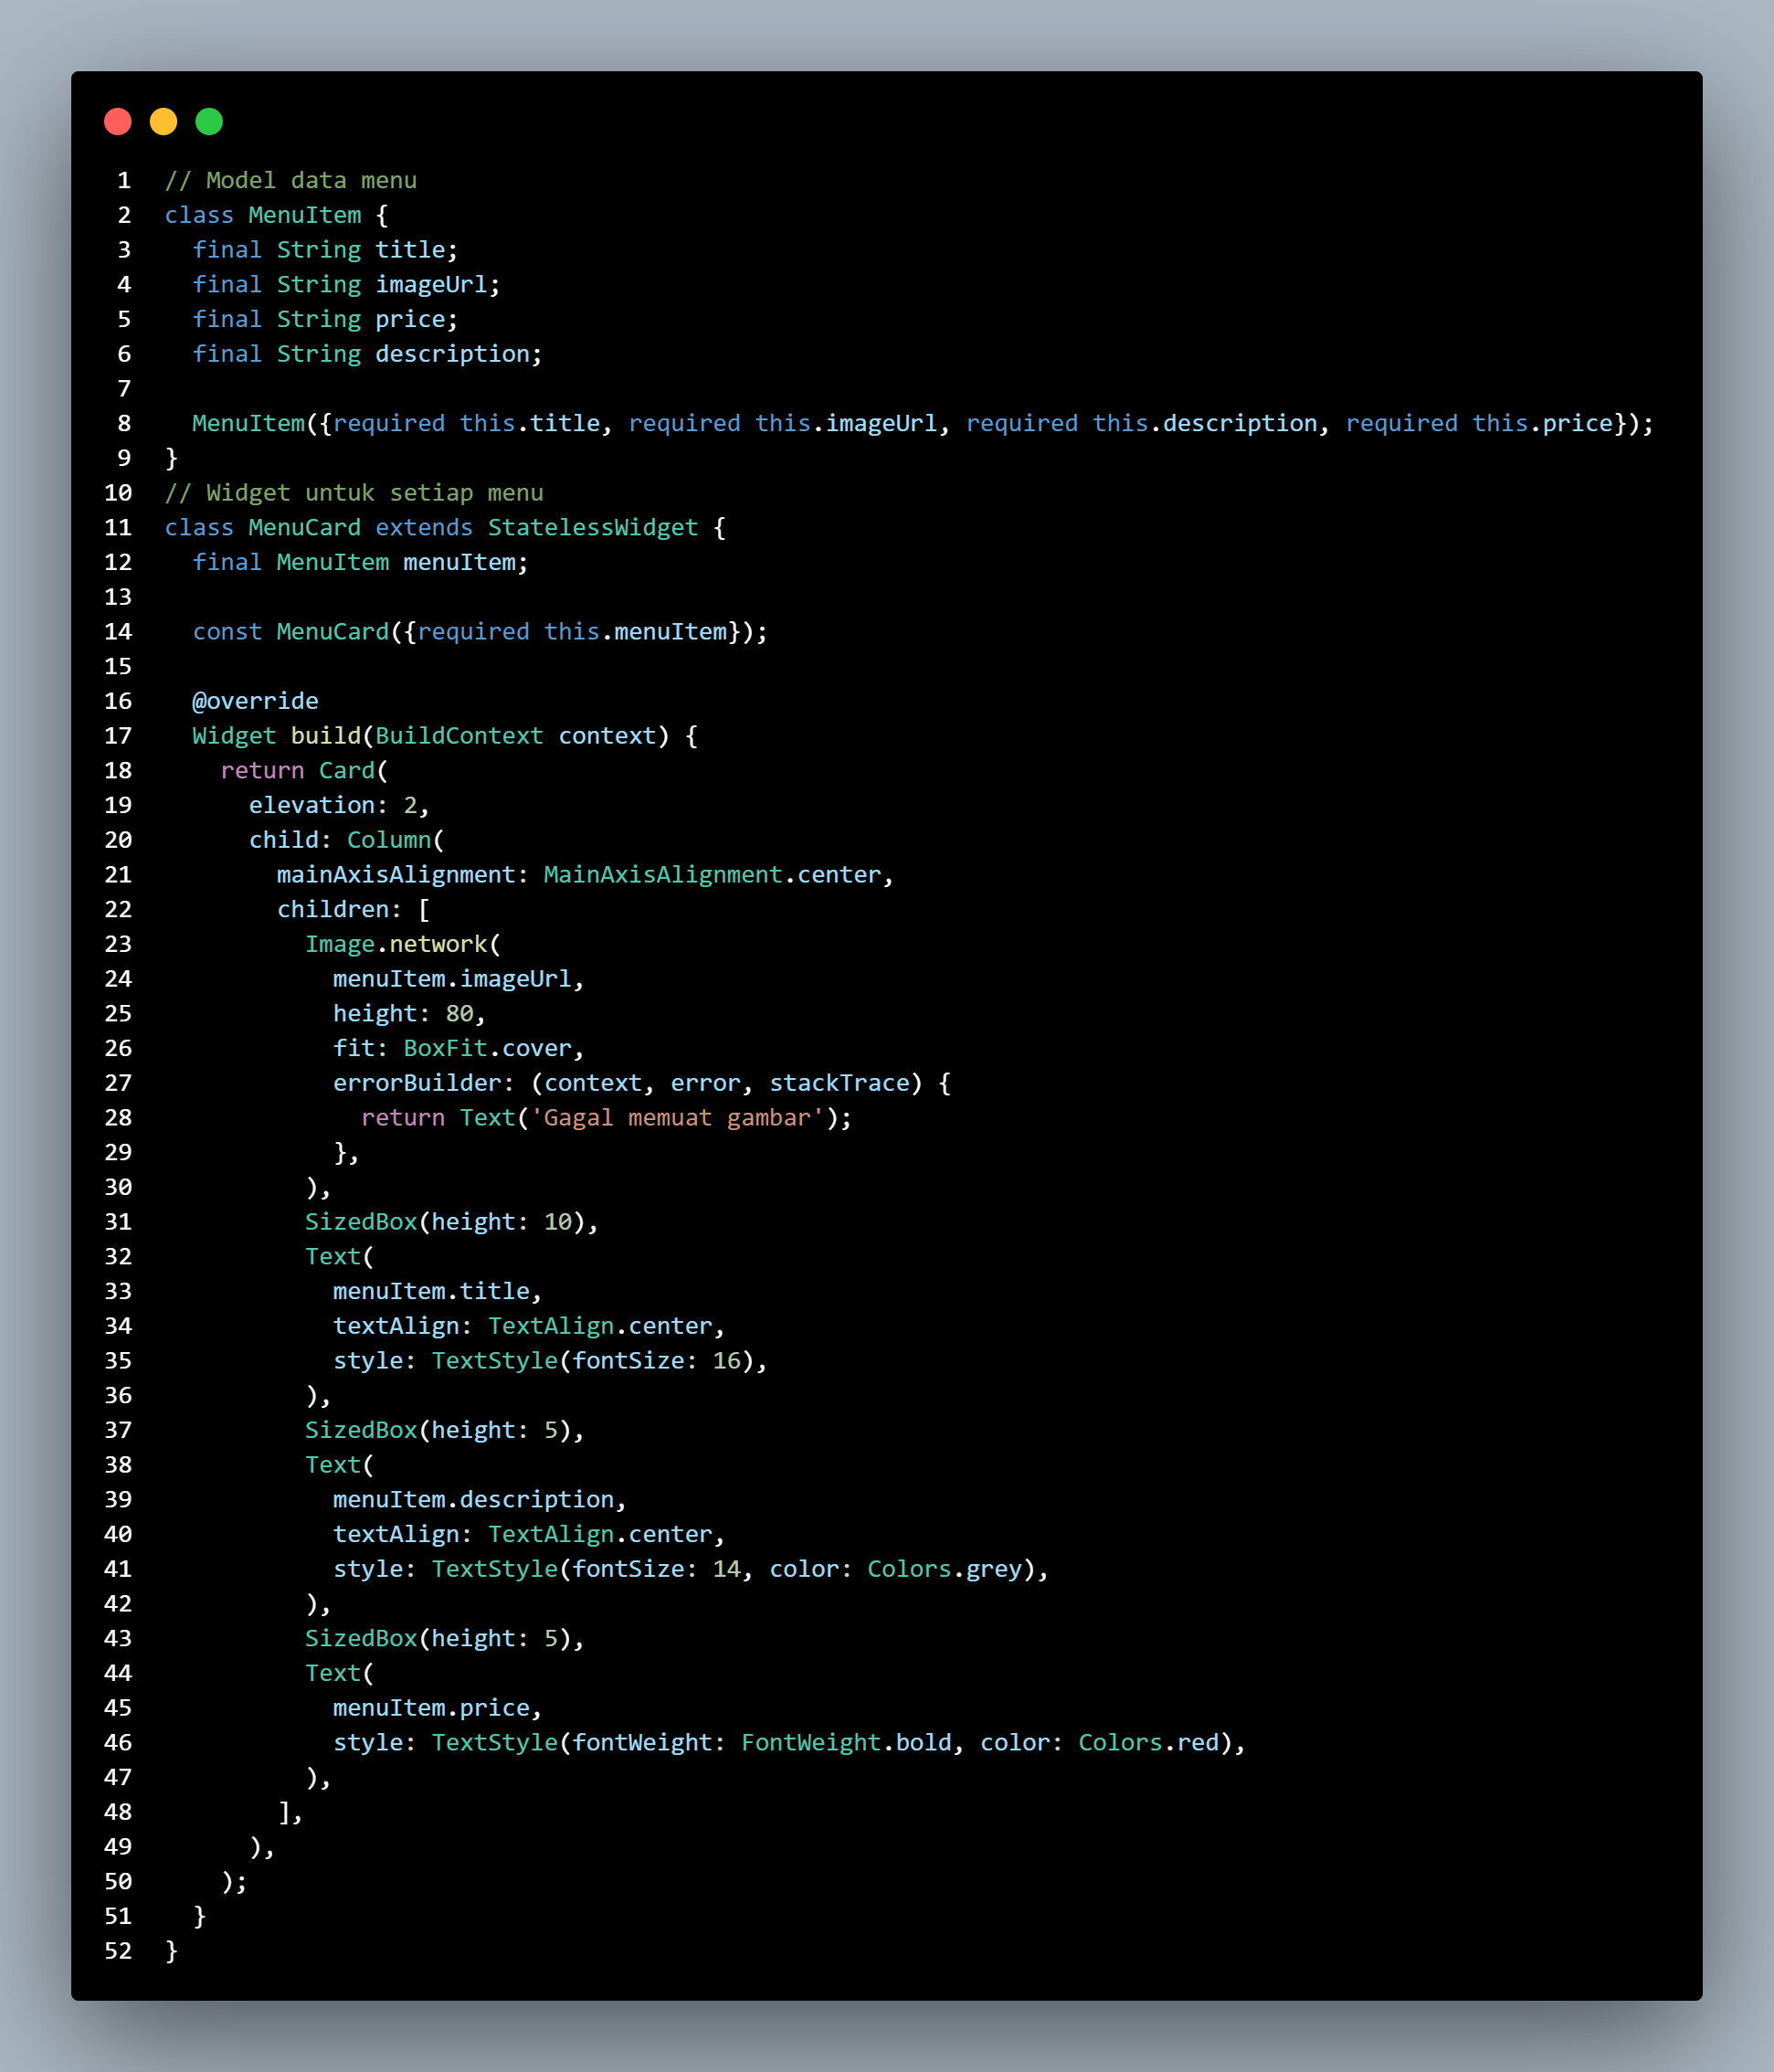 1 // Model data menu
2 class MenuItem {
3   final String title;
4   final String imageUrl;
5   final String price;
6   final String description;
7
8   MenuItem({required this.title, required this.imageUrl, required this.description, required this.price});
9 }
10 // Widget untuk setiap menu
11 class MenuCard extends StatelessWidget {
12   final MenuItem menuItem;
13
14   const MenuCard({required this.menuItem});
15
16   @override
17   Widget build(BuildContext context) {
18     return Card(
19       elevation: 2,
20       child: Column(
21         mainAxisAlignment: MainAxisAlignment.center,
22         children: [
23           Image.network(
24             menuItem.imageUrl,
25             height: 80,
26             fit: BoxFit.cover,
27             errorBuilder: (context, error, stackTrace) {
28               return Text('Gagal memuat gambar');
29             },
30           ),
31           SizedBox(height: 10),
32           Text(
33             menuItem.title,
34             textAlign: TextAlign.center,
35             style: TextStyle(fontSize: 16),
36           ),
37           SizedBox(height: 5),
38           Text(
39             menuItem.description,
40             textAlign: TextAlign.center,
41             style: TextStyle(fontSize: 14, color: Colors.grey),
42           ),
43           SizedBox(height: 5),
44           Text(
45             menuItem.price,
46             style: TextStyle(fontWeight: FontWeight.bold, color: Colors.red),
47           ),
48         ],
49       ),
50     );
51   }
52 }